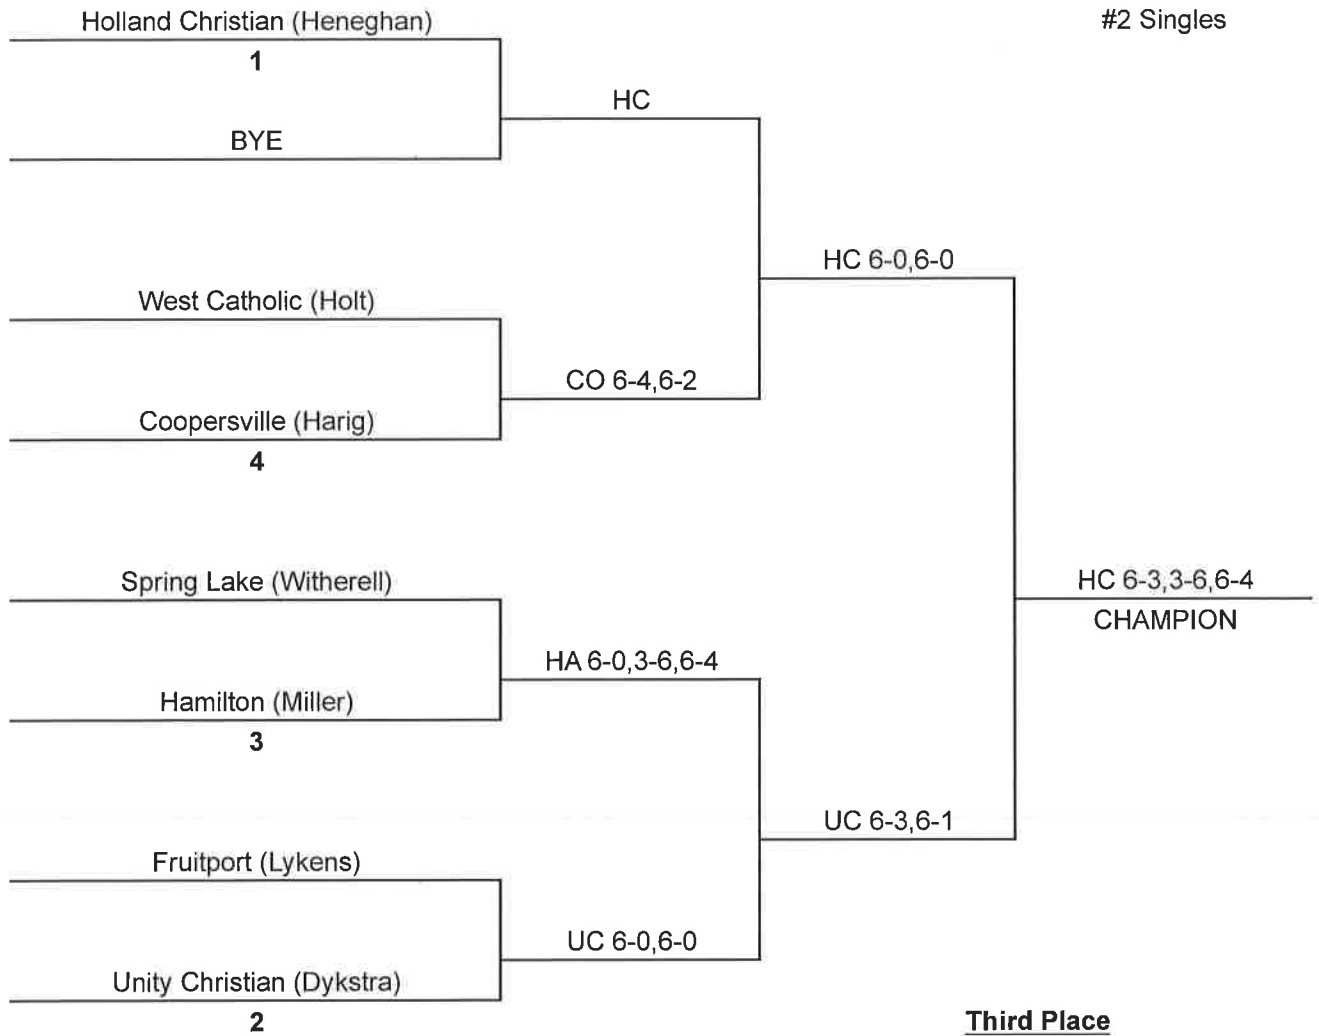 Holland Christian (Heneghan)
#2 Singles
1
HC
BYE
HC 6-0,6-0
West Catholic (Holt)
CO 6-4,6-2
Coopersville (Harig)
4
Spring Lake (Witherell)
HC 6-3,3-6,6-4
CHAMPION
HA 6-0,3-6,6-4
Hamilton (Miller)
3
UC 6-3,6-1
Fruitport (Lykens)
UC 6-0,6-0
Unity Christian (Dykstra)
2
Third Place